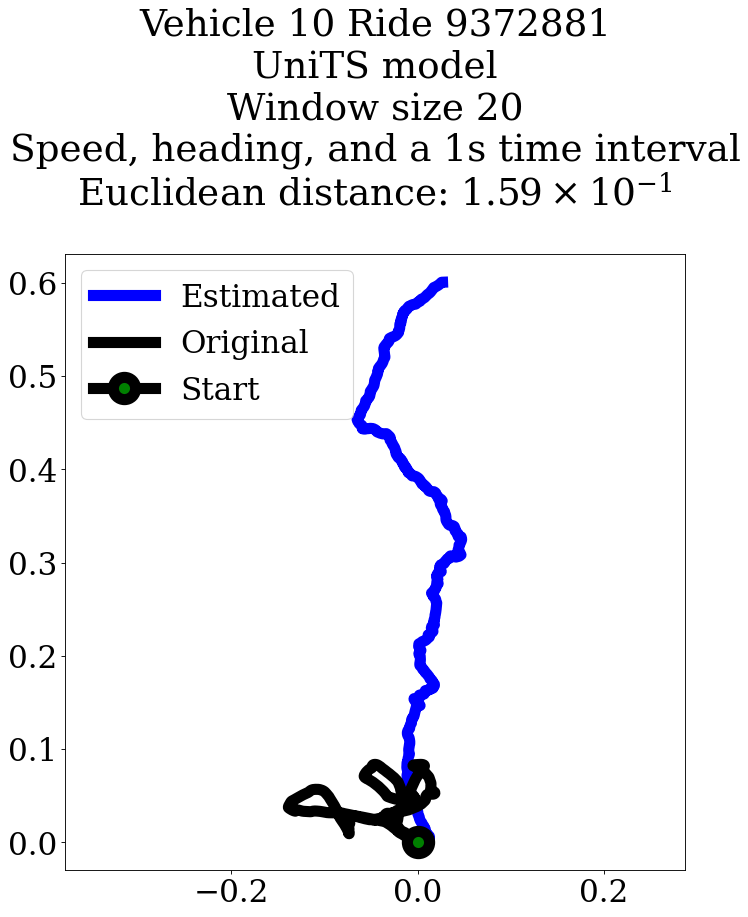 Vehicle 10 Ride 9372881
UniTS model
Window size 20
Speed, heading, and a 1s time interval
Euclidean distance: 1.59 × 10⁻¹
Estimated
Original
Start
0.6
0.5
0.4
0.3
0.2
0.1
0.0
−0.2 0.0 0.2